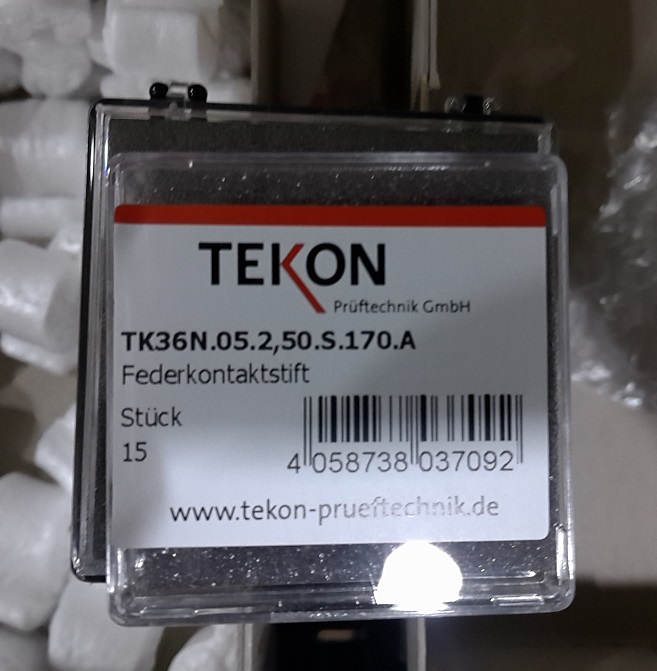 TEKON
Prüftechnik GmbH
TK36N.05.2,50.S.170.A
Federkontaktstift
Stück
15
4 058738 037092
www.tekon-prueftechnik.de